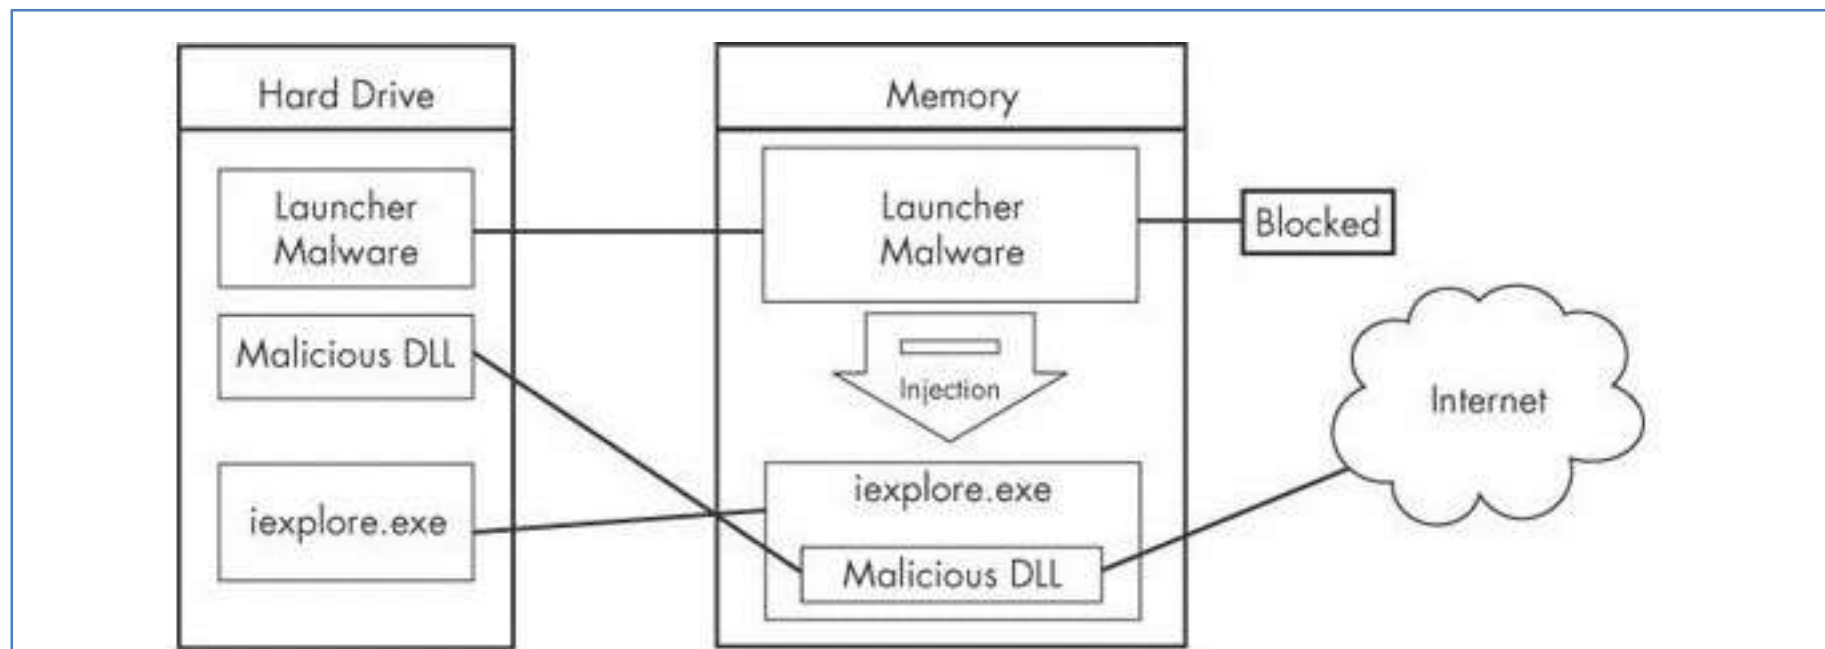 Hard Drive
Launcher
Malware
Malicious DLL
iexplore.exe
Memory
Launcher
Malware
Injection
iexplore.exe
Malicious DLL
Blocked
Internet